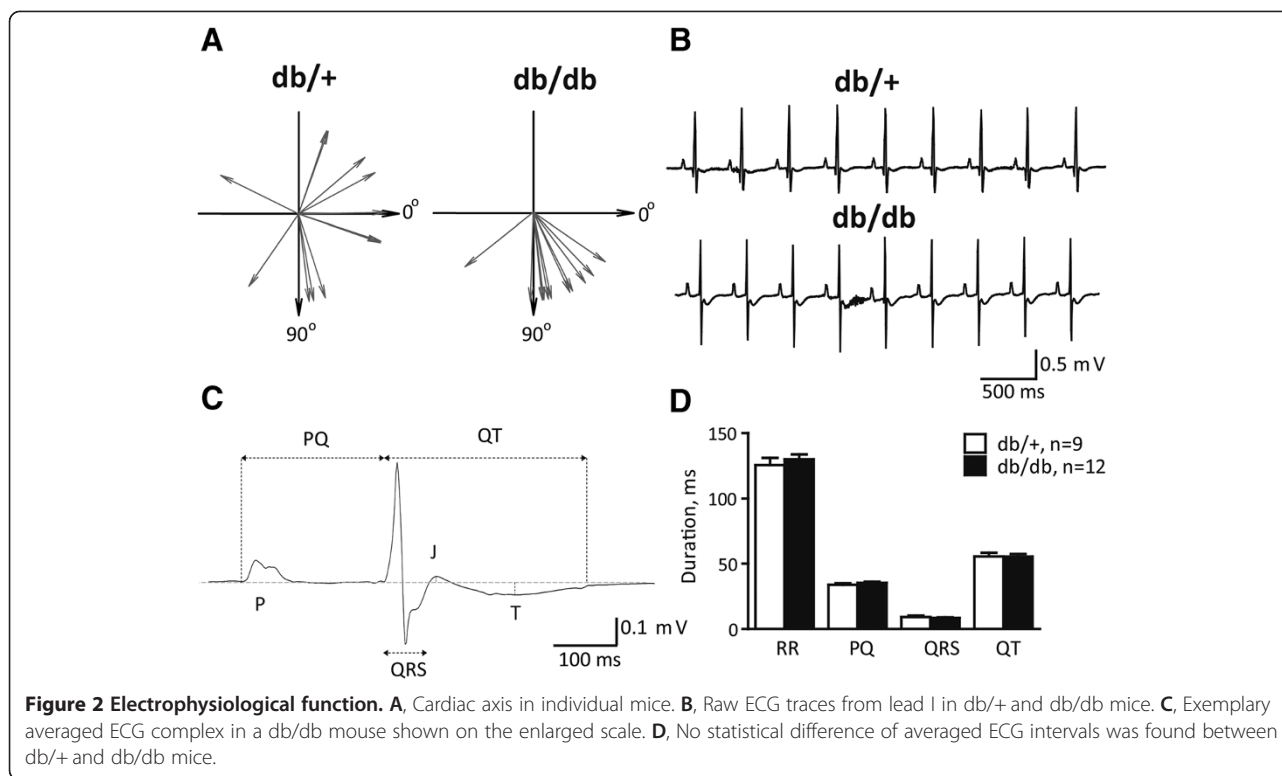 A
db/+
0°
90°
db/db
0°
90°
B
db/+
db/db
0.5 mV
500 ms
C
PQ
QT
P
J
T
QRS
0.1 mV
100 ms
D
db/+, n=9
db/db, n=12
Duration, ms
150
100
50
0
RR PQ QRS QT
Figure 2 Electrophysiological function. A, Cardiac axis in individual mice. B, Raw ECG traces from lead I in db/+ and db/db mice. C, Exemplary
averaged ECG complex in a db/db mouse shown on the enlarged scale. D, No statistical difference of averaged ECG intervals was found between
db/+ and db/db mice.